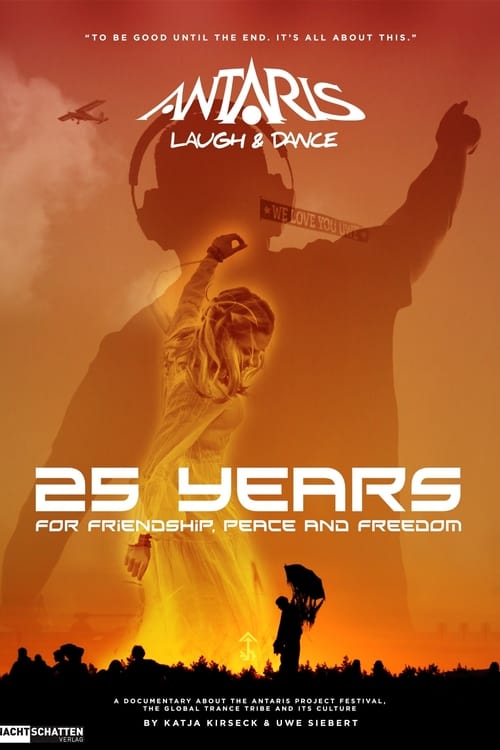 "TO BE GOOD UNTIL THE END. IT'S ALL ABOUT THIS."
ANTARIS
LAUGH & DANCE
WE LOVE YOU UWE
25 YEARS
FOR FRIENDSHIP, PEACE AND FREEDOM
A DOCUMENTARY ABOUT THE ANTARIS PROJECT FESTIVAL,
THE GLOBAL TRANCE TRIBE AND ITS CULTURE
BY KATJA KIRSECK & UWE SIEBERT
NACHTSCHATTEN
VERLAG